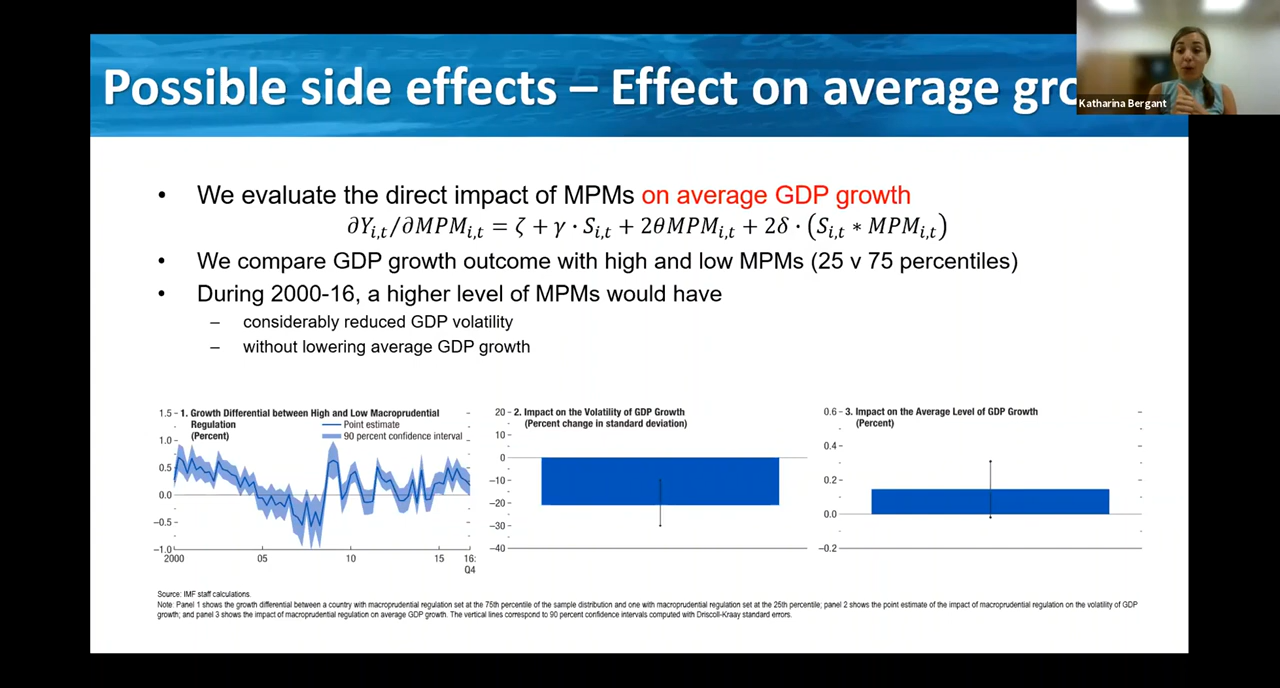 Possible side effects – Effect on average gro
Katharina Bergant
• We evaluate the direct impact of MPMs on average GDP growth
∂Yi,t/∂MPMi,t = ζ + γ · Si,t + 2θMPMi,t + 2δ · (Si,t * MPMi,t)
• We compare GDP growth outcome with high and low MPMs (25 v 75 percentiles)
• During 2000-16, a higher level of MPMs would have
– considerably reduced GDP volatility
– without lowering average GDP growth
1. Growth Differential between High and Low Macroprudential
Regulation
(Percent)
Point estimate
90 percent confidence interval
1.5
1.0
0.5
0.0
–0.5
–1.0
2000 05 10 15 16:
Q4
2. Impact on the Volatility of GDP Growth
(Percent change in standard deviation)
20
10
0
–10
–20
–30
–40
3. Impact on the Average Level of GDP Growth
(Percent)
0.6
0.4
0.2
0.0
–0.2
Source: IMF staff calculations.
Note: Panel 1 shows the growth differential between a country with macroprudential regulation set at the 75th percentile of the sample distribution and one with macroprudential regulation set at the 25th percentile; panel 2 shows the point estimate of the impact of macroprudential regulation on the volatility of GDP
growth; and panel 3 shows the impact of macroprudential regulation on average GDP growth. The vertical lines correspond to 90 percent confidence intervals computed with Driscoll-Kraay standard errors.